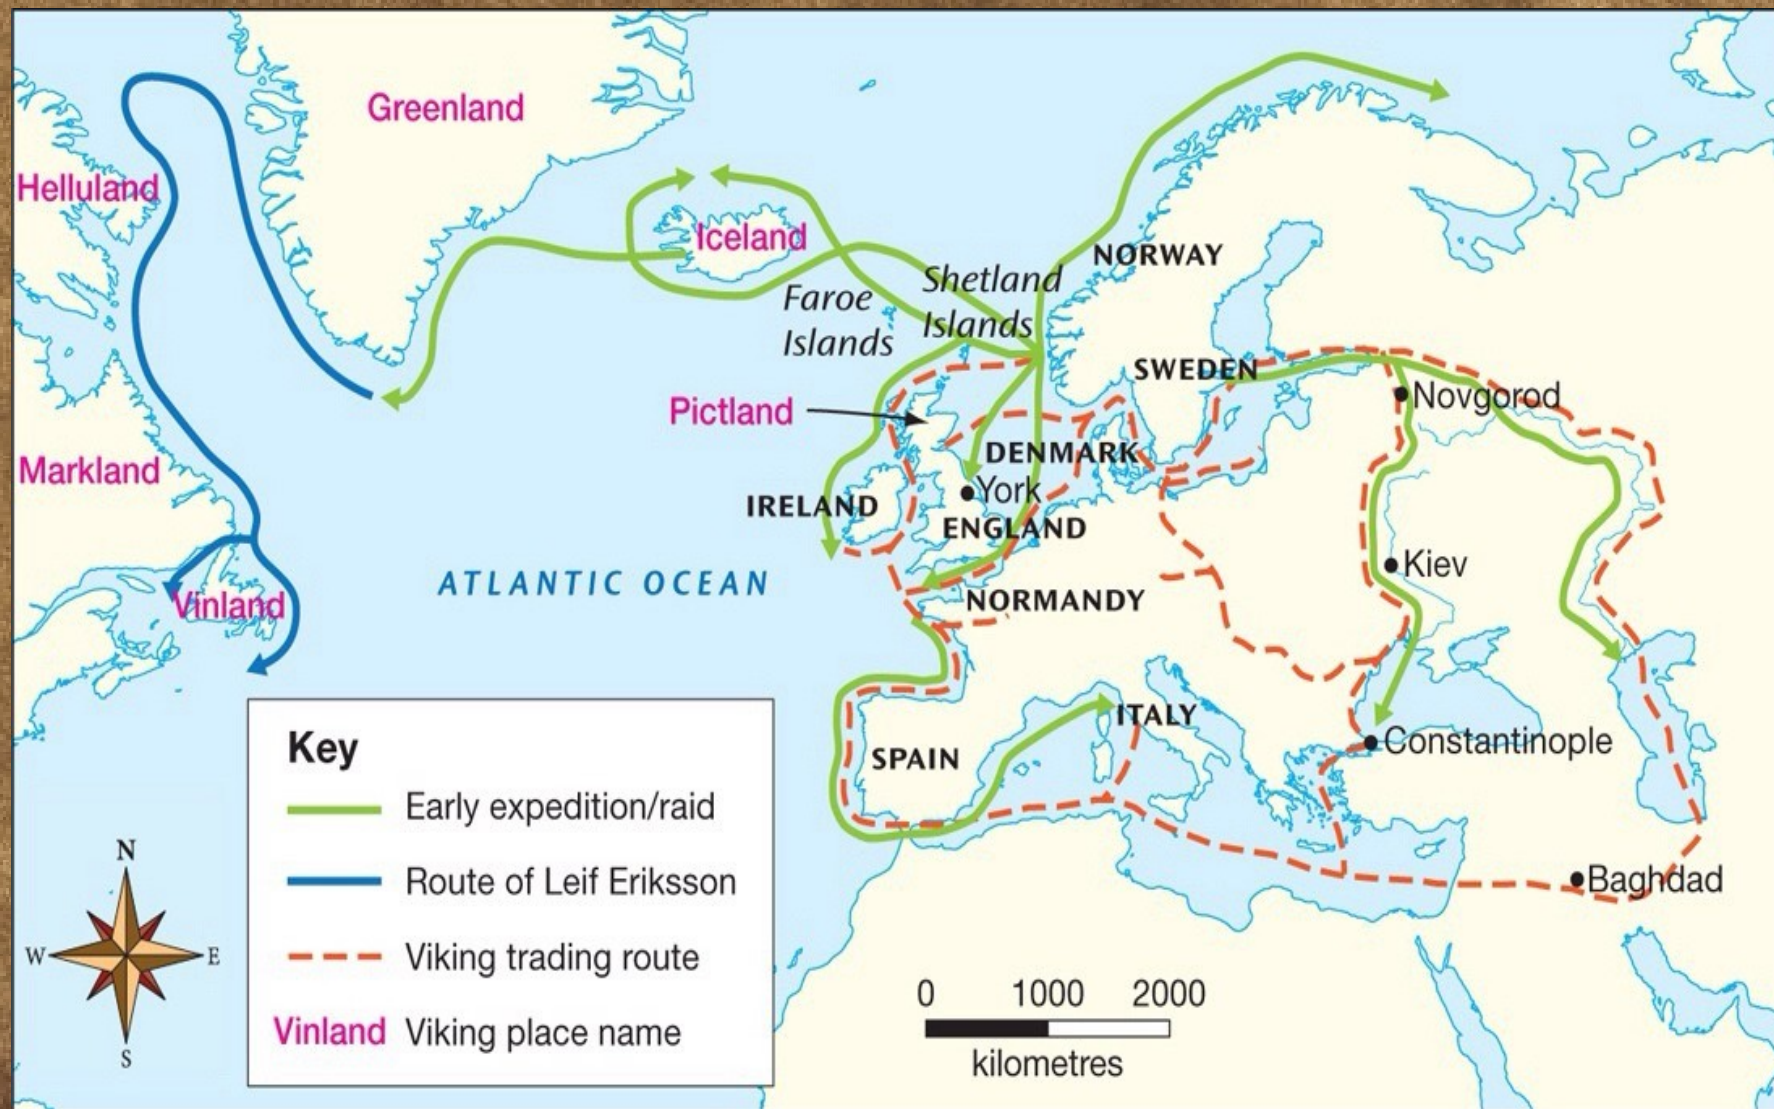 Greenland
Helluland
Iceland
NORWAY
Shetland
Islands
Faroe
Islands
SWEDEN
Novgorod
Pictland
DENMARK
Markland
York
IRELAND
ENGLAND
Kiev
ATLANTIC OCEAN
Vinland
NORMANDY
ITALY
Constantinople
SPAIN
Baghdad
Key
Early expedition/raid
Route of Leif Eriksson
Viking trading route
Vinland Viking place name
N
W E
S
0 1000 2000
kilometres